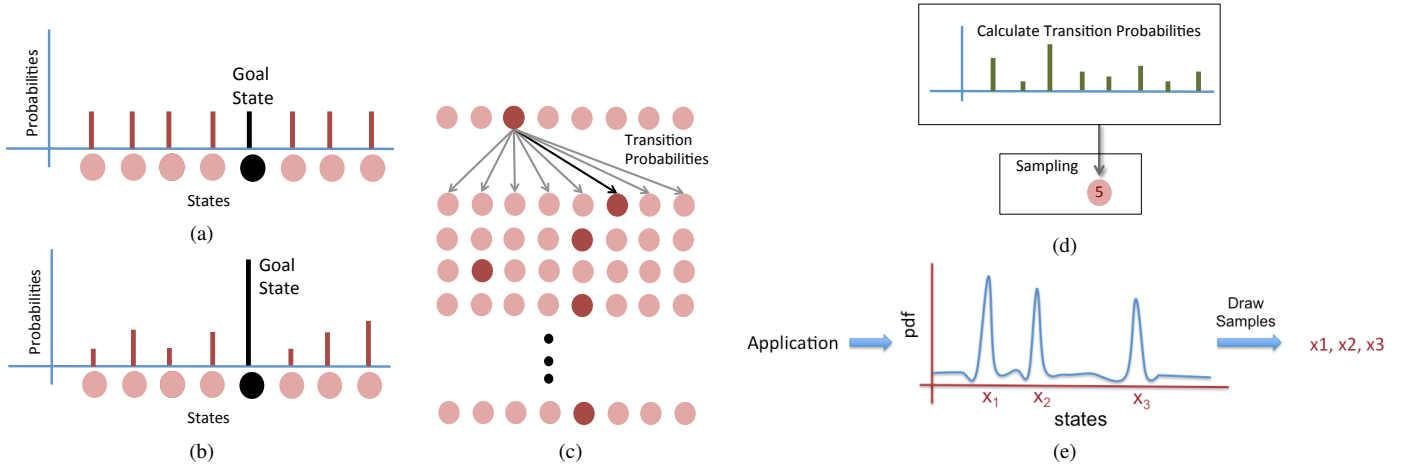 Probabilities
Goal
State
States
(a)
Probabilities
Goal
State
States
(b)
Transition
Probabilities
(c)
Calculate Transition Probabilities
Sampling
5
(d)
Application
pdf
x1
x2
x3
states
Draw
Samples
x1, x2, x3
(e)